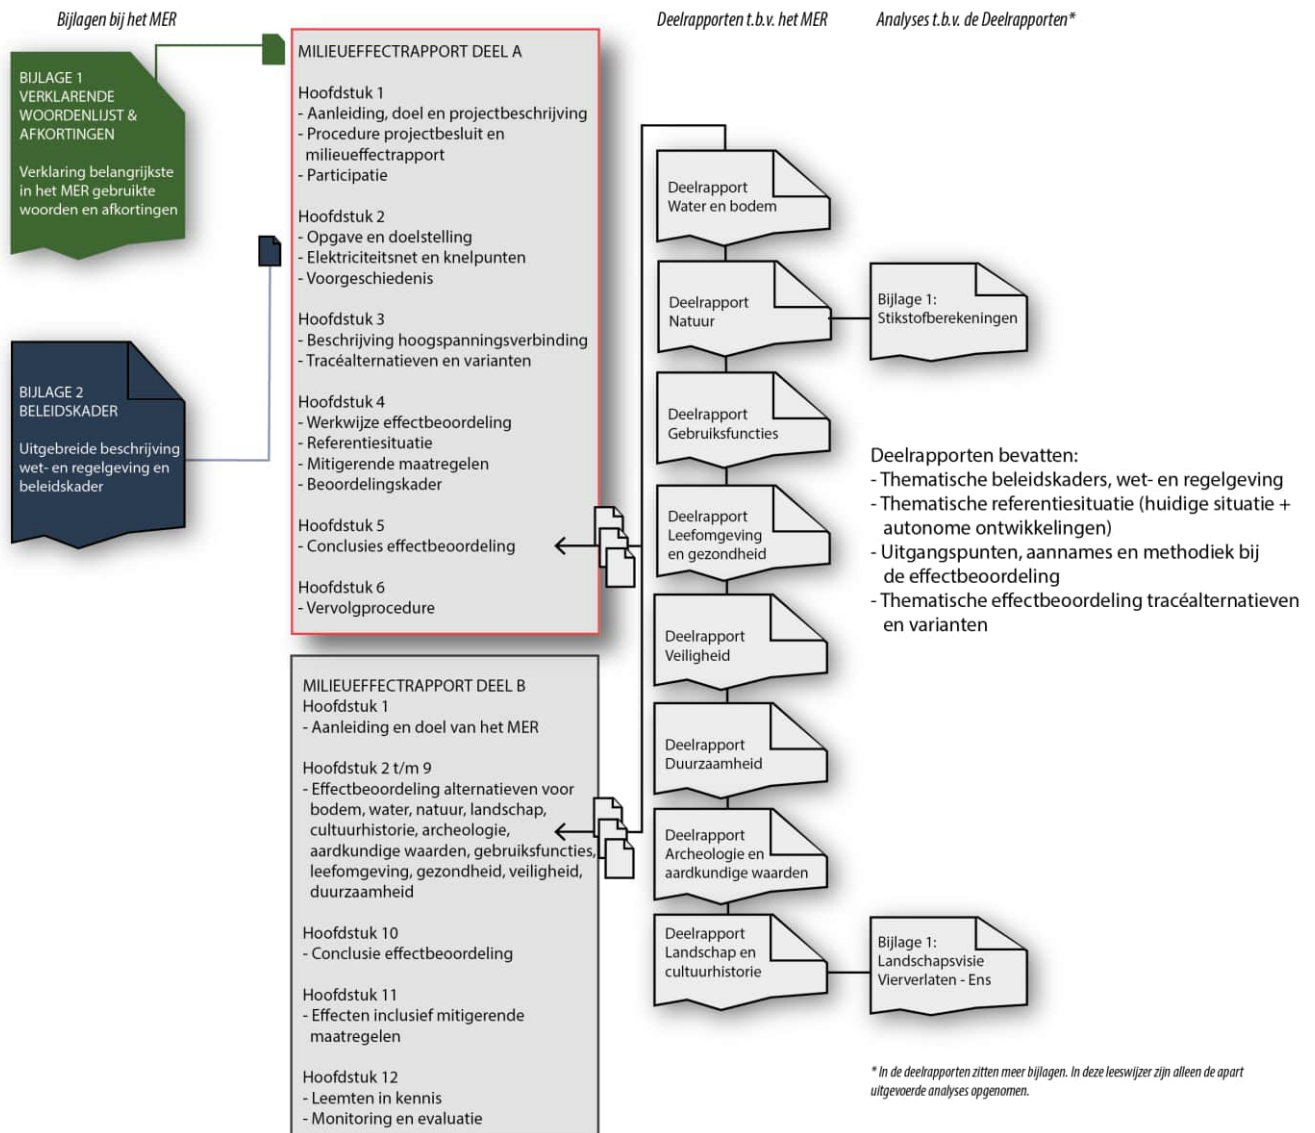 Bijlagen bij het MER
BIJLAGE 1
VERKLARENDE
WOORDENLIJST &
AFKORTINGEN
Verklaring belangrijkste
in het MER gebruikte
woorden en afkortingen
BIJLAGE 2
BELEIDSKADER
Uitgebreide beschrijving
wet- en regelgeving en
beleidskader
MILIEUEFFECTRAPPORT DEEL A
Hoofdstuk 1
- Aanleiding, doel en projectbeschrijving
- Procedure projectbesluit en
milieueffectrapport
- Participatie
Hoofdstuk 2
- Opgave en doelstelling
- Elektriciteitsnet en knelpunten
- Voorgeschiedenis
Hoofdstuk 3
- Beschrijving hoogspanningsverbinding
- Tracéalternatieven en varianten
Hoofdstuk 4
- Werkwijze effectbeoordeling
- Referentiesituatie
- Mitigerende maatregelen
- Beoordelingskader
Hoofdstuk 5
- Conclusies effectbeoordeling
Hoofdstuk 6
- Vervolgprocedure
MILIEUEFFECTRAPPORT DEEL B
Hoofdstuk 1
- Aanleiding en doel van het MER
Hoofdstuk 2 t/m 9
- Effectbeoordeling alternatieven voor
bodem, water, natuur, landschap,
cultuurhistorie, archeologie,
aardkundige waarden, gebruiksfuncties,
leefomgeving, gezondheid, veiligheid,
duurzaamheid
Hoofdstuk 10
- Conclusie effectbeoordeling
Hoofdstuk 11
- Effecten inclusief mitigerende
maatregelen
Hoofdstuk 12
- Leemten in kennis
- Monitoring en evaluatie
Deelrapporten t.b.v. het MER
Deelrapport
Water en bodem
Deelrapport
Natuur
Deelrapport
Gebruiksfuncties
Deelrapport
Leefomgeving
en gezondheid
Deelrapport
Veiligheid
Deelrapport
Duurzaamheid
Deelrapport
Archeologie en
aardkundige waarden
Deelrapport
Landschap en
cultuurhistorie
Analyses t.b.v. de Deelrapporten*
Bijlage 1:
Stikstofberekeningen
Deelrapporten bevatten:
- Thematische beleidskaders, wet- en regelgeving
- Thematische referentiesituatie (huidige situatie +
autonome ontwikkelingen)
- Uitgangspunten, aannames en methodiek bij
de effectbeoordeling
- Thematische effectbeoordeling tracéalternatieven
en varianten
Bijlage 1:
Landschapsvisie
Vierverlaten - Ens
* In de deelrapporten zitten meer bijlagen. In deze leeswijzer zijn alleen de apart
uitgevoerde analyses opgenomen.